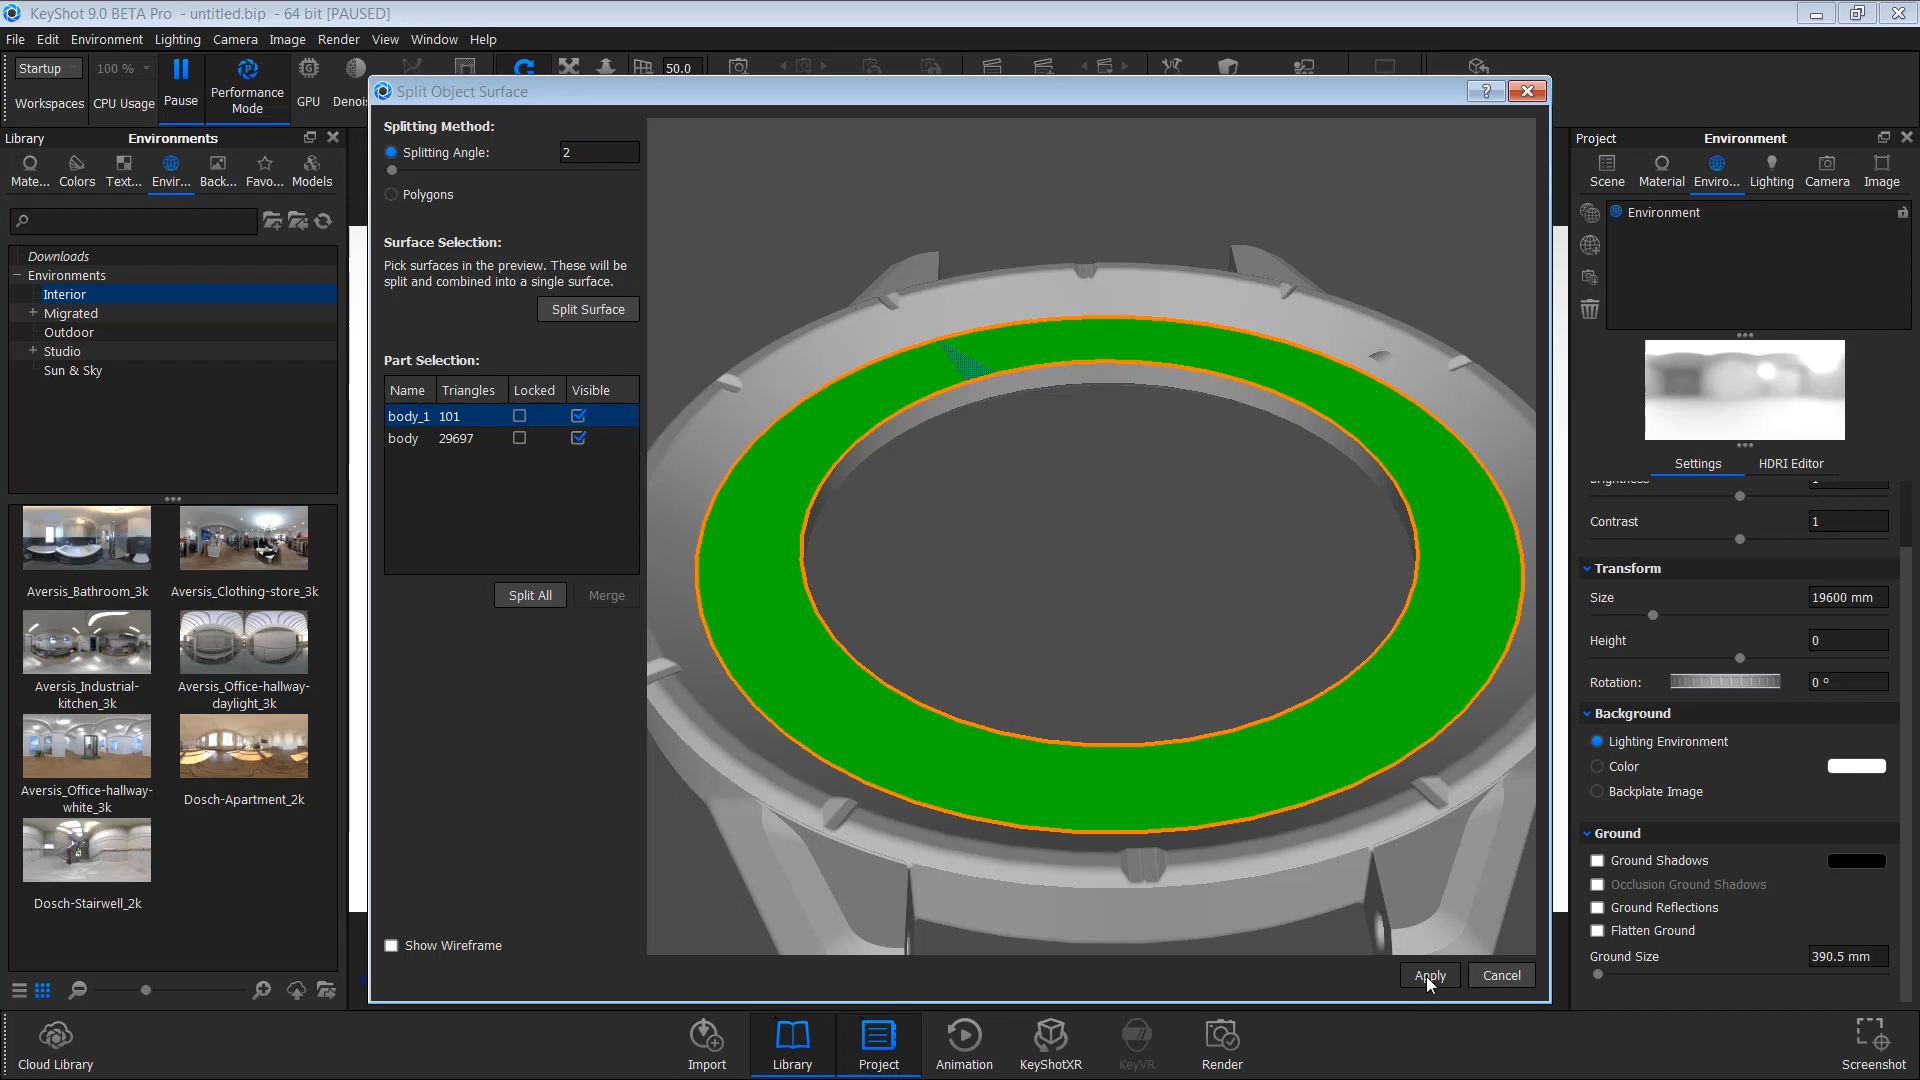 KeyShot 9.0 BETA Pro - untitled.bip - 64 bit [PAUSED]
File Edit Environment Lighting Camera Image Render View Window Help
Startup 100 % 50.0
Workspaces CPU Usage Pause Performance Mode GPU Denoi
Split Object Surface
Library Environments
Mate... Colors Text... Envir... Back... Favo... Models
Downloads
Environments
Interior
Migrated
Outdoor
Studio
Sun & Sky
Aversis_Bathroom_3k Aversis_Clothing-store_3k
Aversis_Industrial-kitchen_3k Aversis_Office-hallway-daylight_3k
Aversis_Office-hallway-white_3k Dosch-Apartment_2k
Dosch-Stairwell_2k
Splitting Method:
Splitting Angle: 2
Polygons
Surface Selection:
Pick surfaces in the preview. These will be
split and combined into a single surface.
Split Surface
Part Selection:
Name Triangles Locked Visible
body_1 101
body 29697
Split All Merge
Show Wireframe
Apply Cancel
Project Environment
Scene Material Enviro... Lighting Camera Image
Environment
Settings HDRI Editor
Brightness 1
Contrast 1
Transform
Size 19600 mm
Height 0
Rotation: 0 °
Background
Lighting Environment
Color
Backplate Image
Ground
Ground Shadows
Occlusion Ground Shadows
Ground Reflections
Flatten Ground
Ground Size 390.5 mm
Cloud Library Import Library Project Animation KeyShotXR KeyVR Render Screenshot